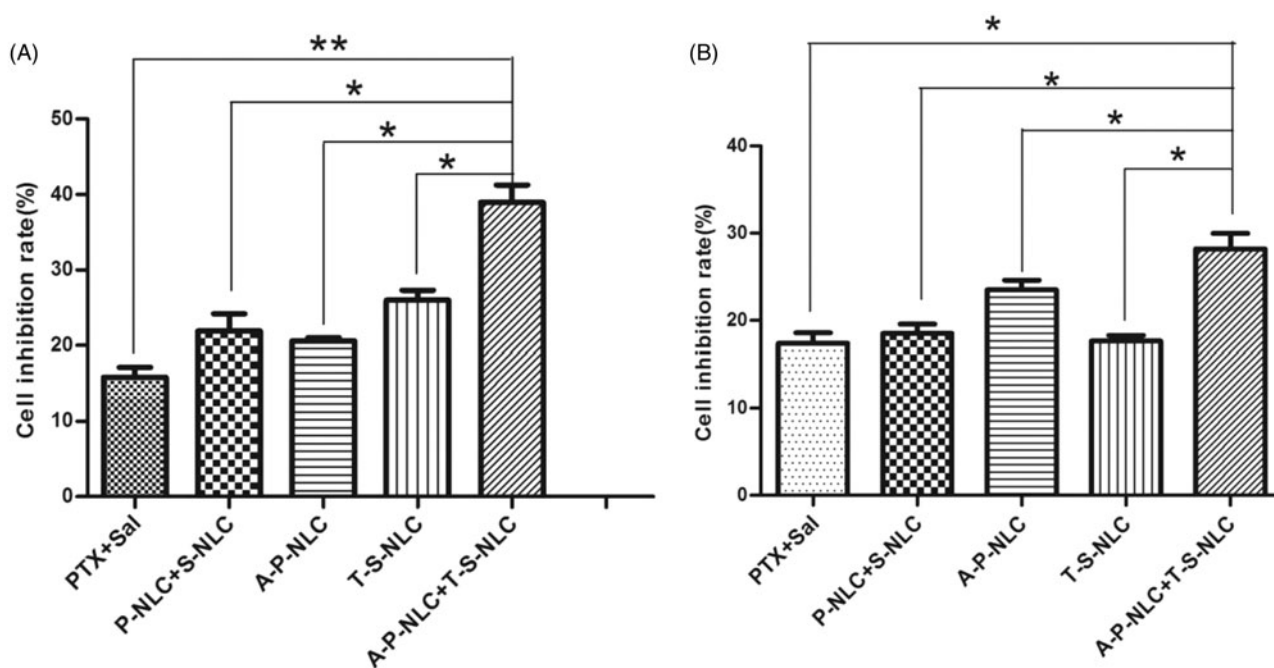 (A)
**
*
*
*
Cell inhibition rate(%)
50
40
30
20
10
0
PTX+Sal
P-NLC+S-NLC
A-P-NLC
T-S-NLC
A-P-NLC+T-S-NLC
(B)
*
*
*
*
Cell inhibition rate(%)
40
30
20
10
0
PTX+Sal
P-NLC+S-NLC
A-P-NLC
T-S-NLC
A-P-NLC+T-S-NLC